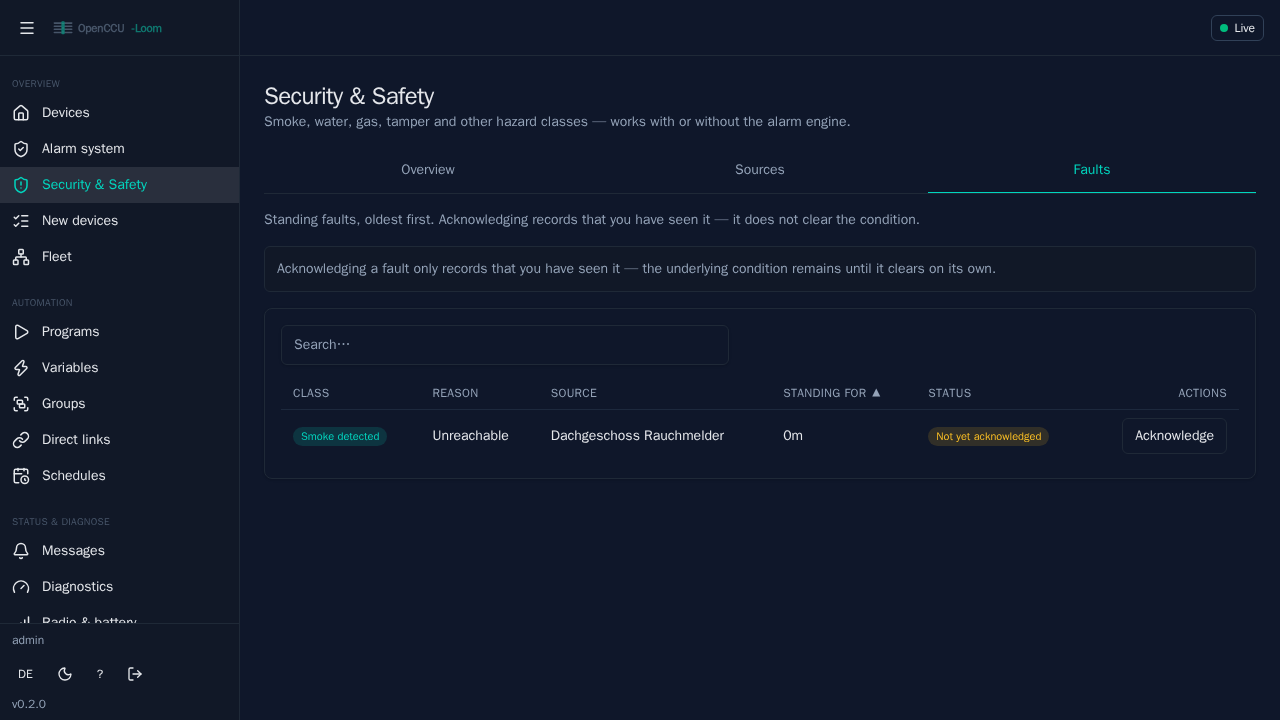 OpenCCU -Loom
Live
OVERVIEW
Devices
Alarm system
Security & Safety
New devices
Fleet
AUTOMATION
Programs
Variables
Groups
Direct links
Schedules
STATUS & DIAGNOSE
Messages
Diagnostics
Radio & battery
admin
DE
?
v0.2.0
Security & Safety
Smoke, water, gas, tamper and other hazard classes — works with or without the alarm engine.
Overview Sources Faults
Standing faults, oldest first. Acknowledging records that you have seen it — it does not clear the condition.
Acknowledging a fault only records that you have seen it — the underlying condition remains until it clears on its own.
Search⋯
CLASS REASON SOURCE STANDING FOR ▲ STATUS ACTIONS
Smoke detected Unreachable Dachgeschoss Rauchmelder 0m Not yet acknowledged Acknowledge